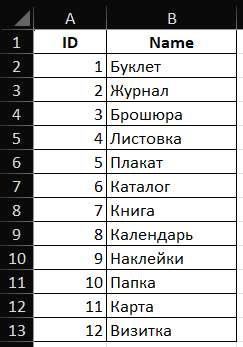 A B
1 ID Name
2 1 Буклет
3 2 Журнал
4 3 Брошюра
5 4 Листовка
6 5 Плакат
7 6 Каталог
8 7 Книга
9 8 Календарь
10 9 Наклейки
11 10 Папка
12 11 Карта
13 12 Визитка